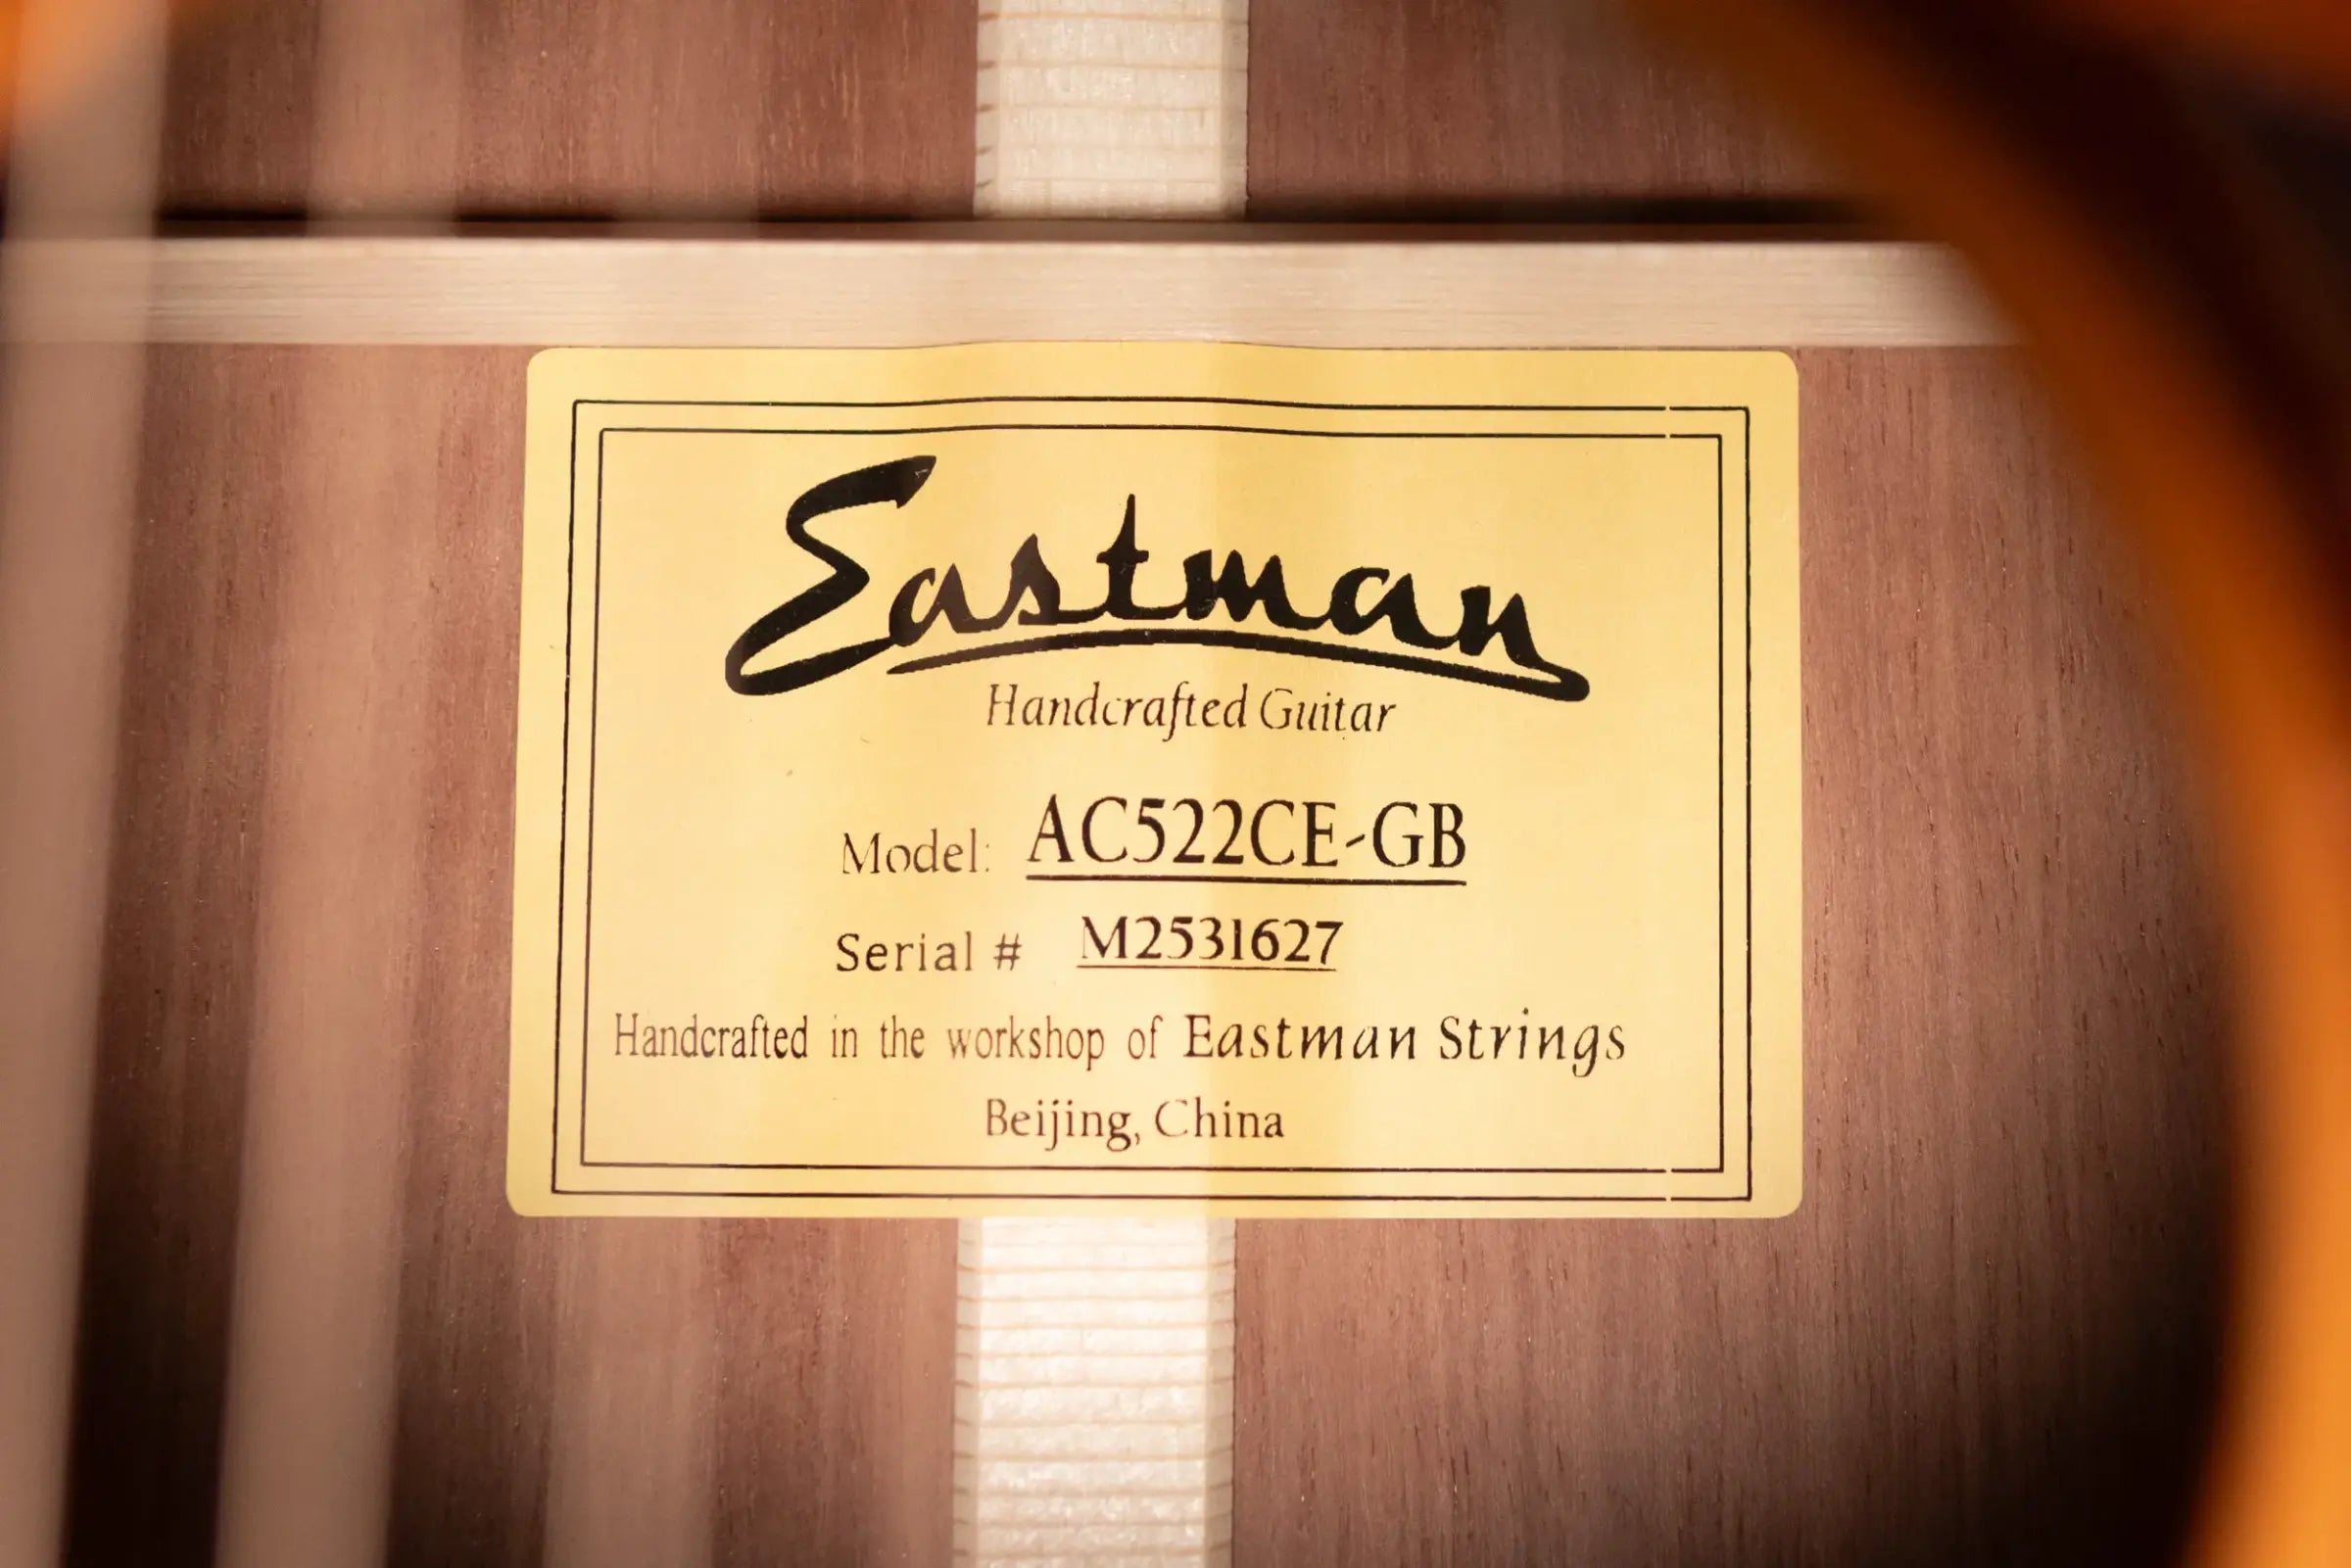 Eastman
Handcrafted Guitar
Model: AC522CE-GB
Serial # M2531627
Handcrafted in the workshop of Eastman Strings
Beijing, China